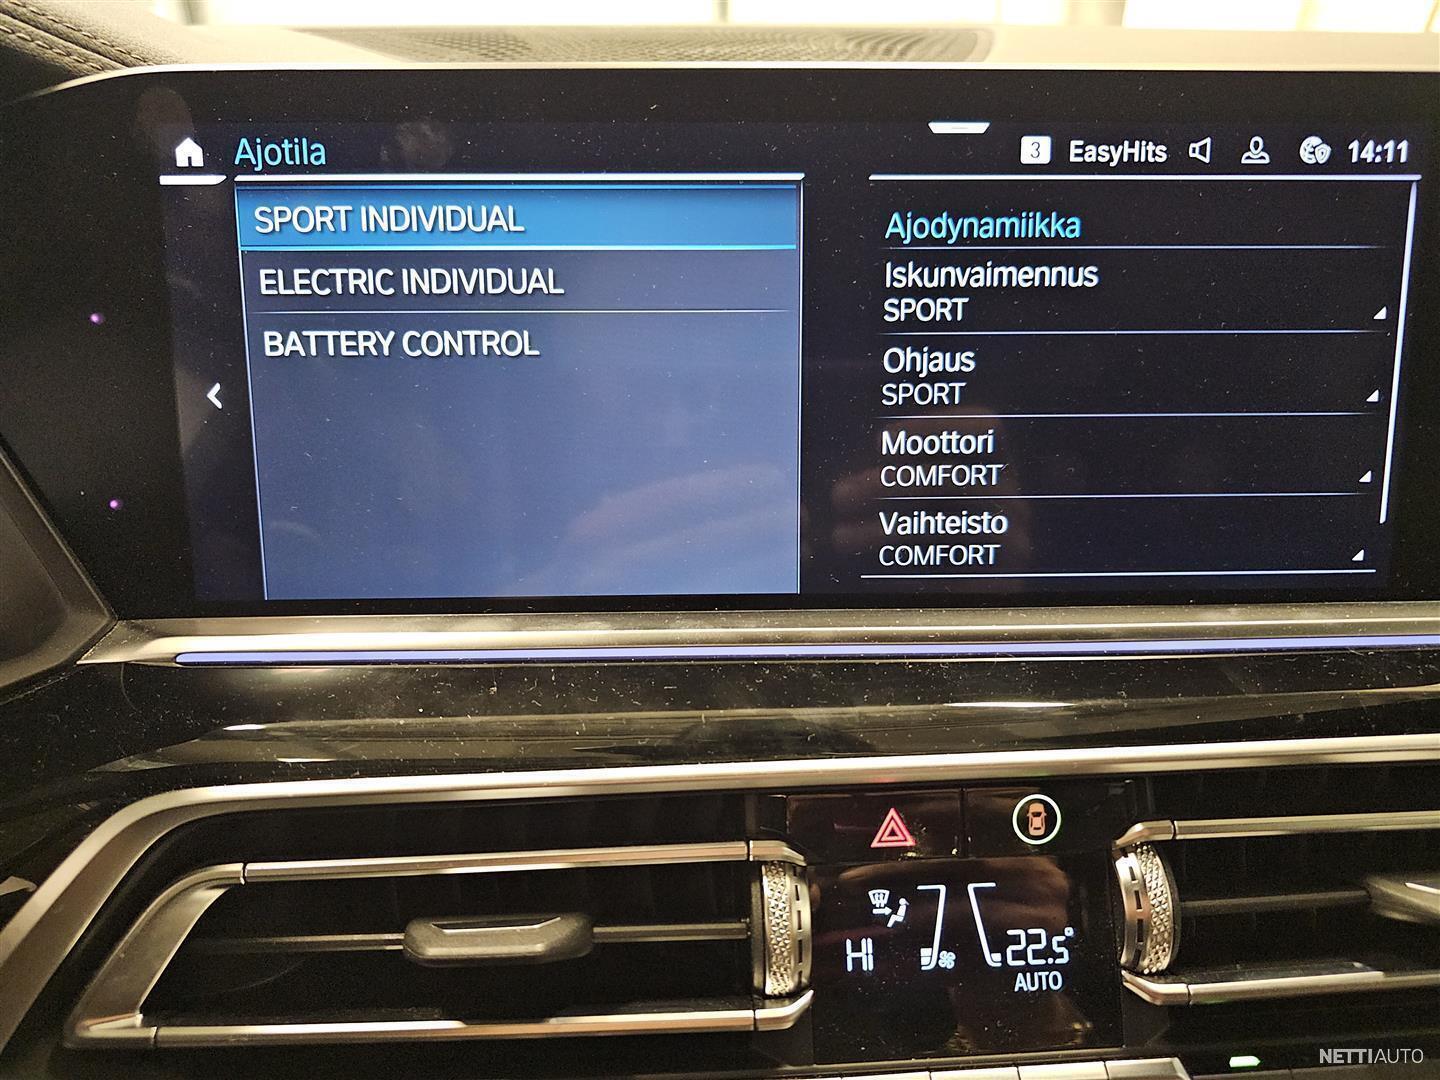 Ajotila
3 EasyHits 14:11
SPORT INDIVIDUAL
ELECTRIC INDIVIDUAL
BATTERY CONTROL
Ajodynamiikka
Iskunvaimennus
SPORT
Ohjaus
SPORT
Moottori
COMFORT
Vaihteisto
COMFORT
HI
22.5°
AUTO
NETTIAUTO